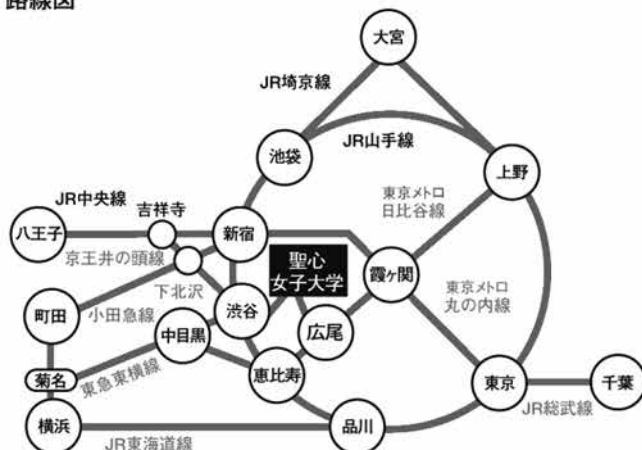 路線図
大宮
JR埼京線
池袋
JR山手線
上野
東京メトロ
日比谷線
JR中央線
吉祥寺
八王子
新宿
京王井の頭線
聖心
女子大学
霞ヶ関
下北沢
東京メトロ
丸の内線
町田
小田急線
渋谷
広尾
中目黒
菊名
東急東横線
恵比寿
東京
千葉
JR総武線
横浜
品川
JR東海道線